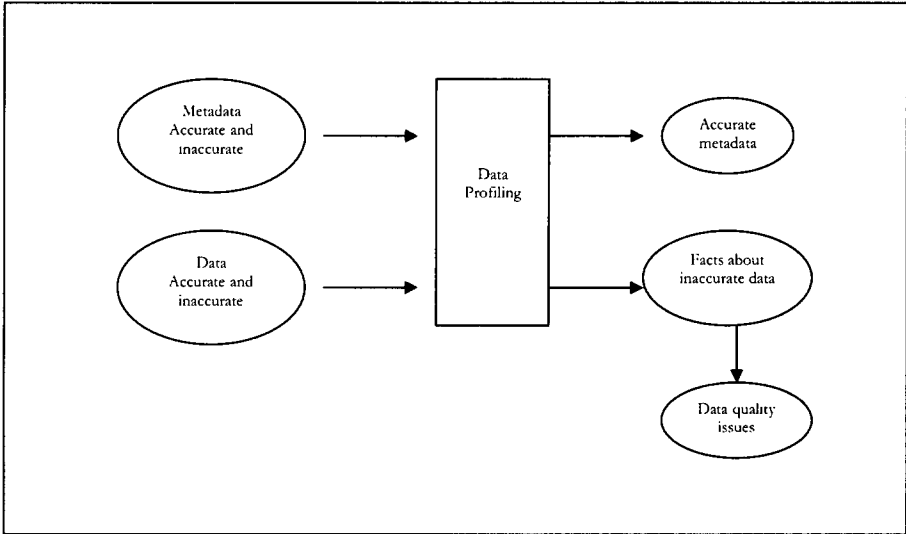 Metadata
Accurate and
inaccurate
Data
Profiling
Accurate
metadata
Data
Accurate and
inaccurate
Facts about
inaccurate data
Data quality
issues